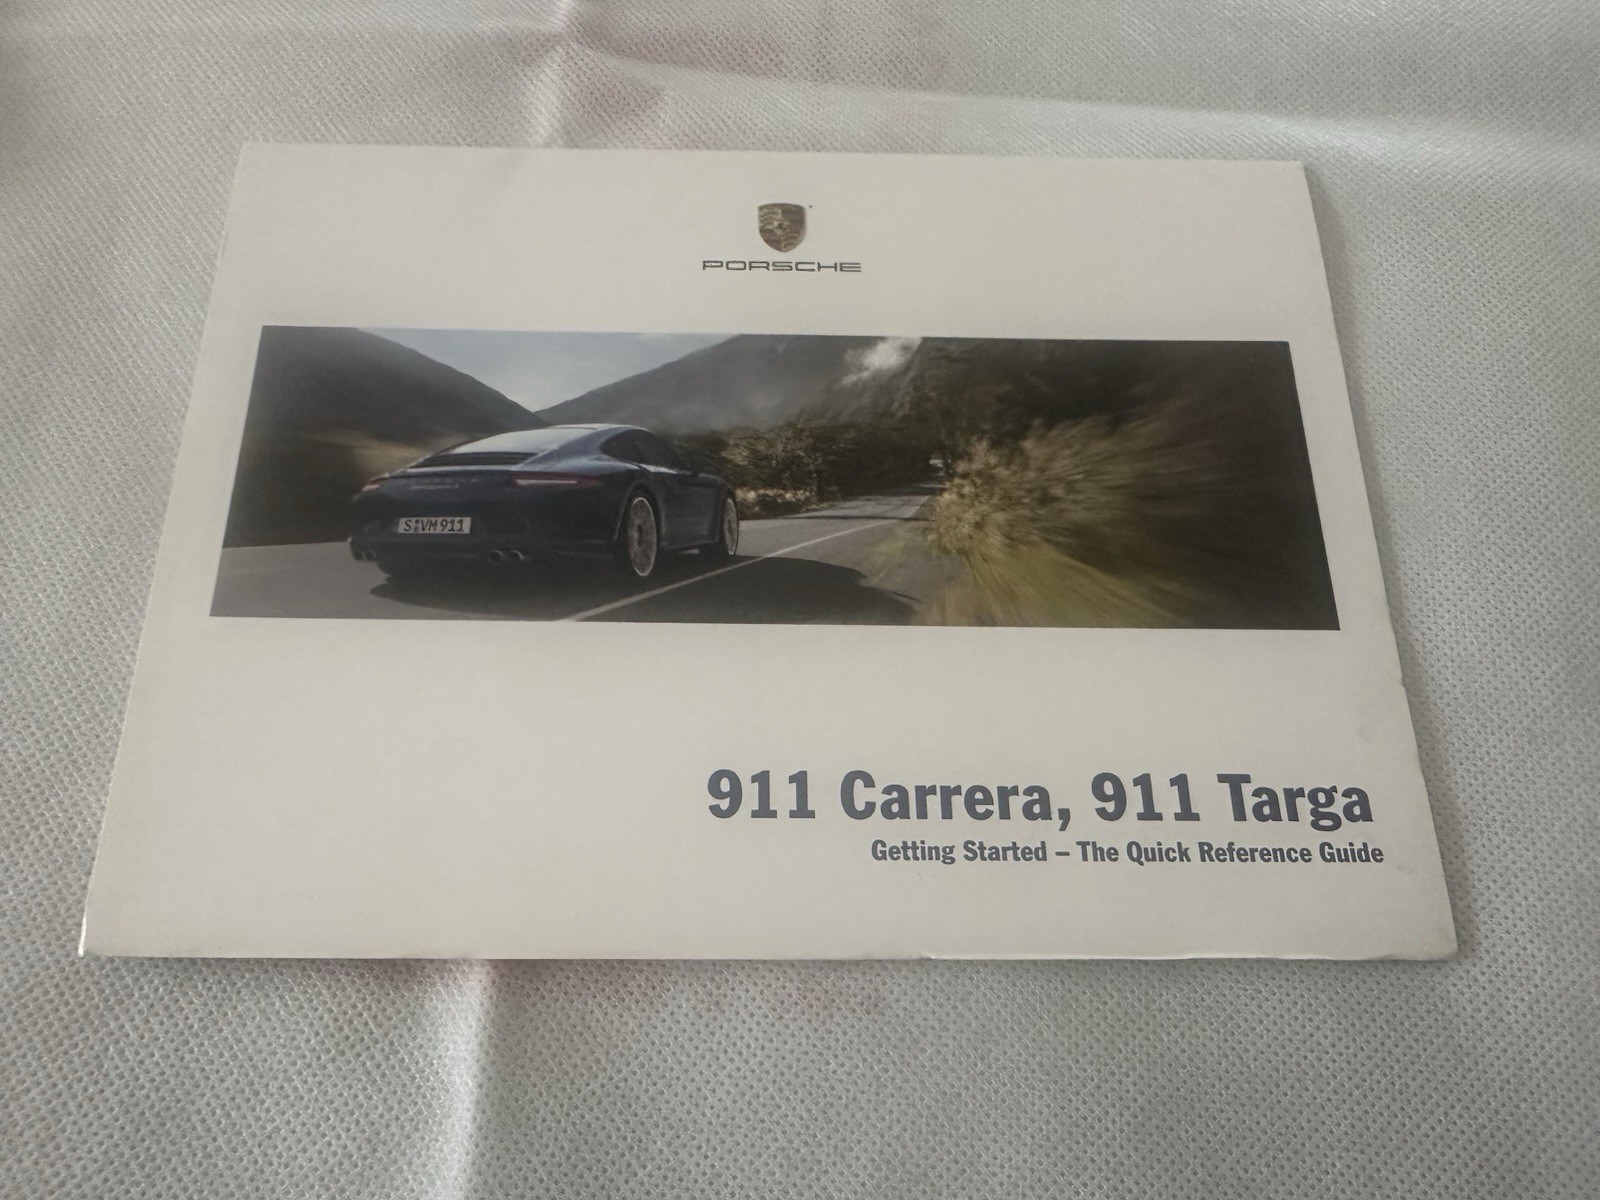 PORSCHE
S VM 911
911 Carrera, 911 Targa
Getting Started – The Quick Reference Guide